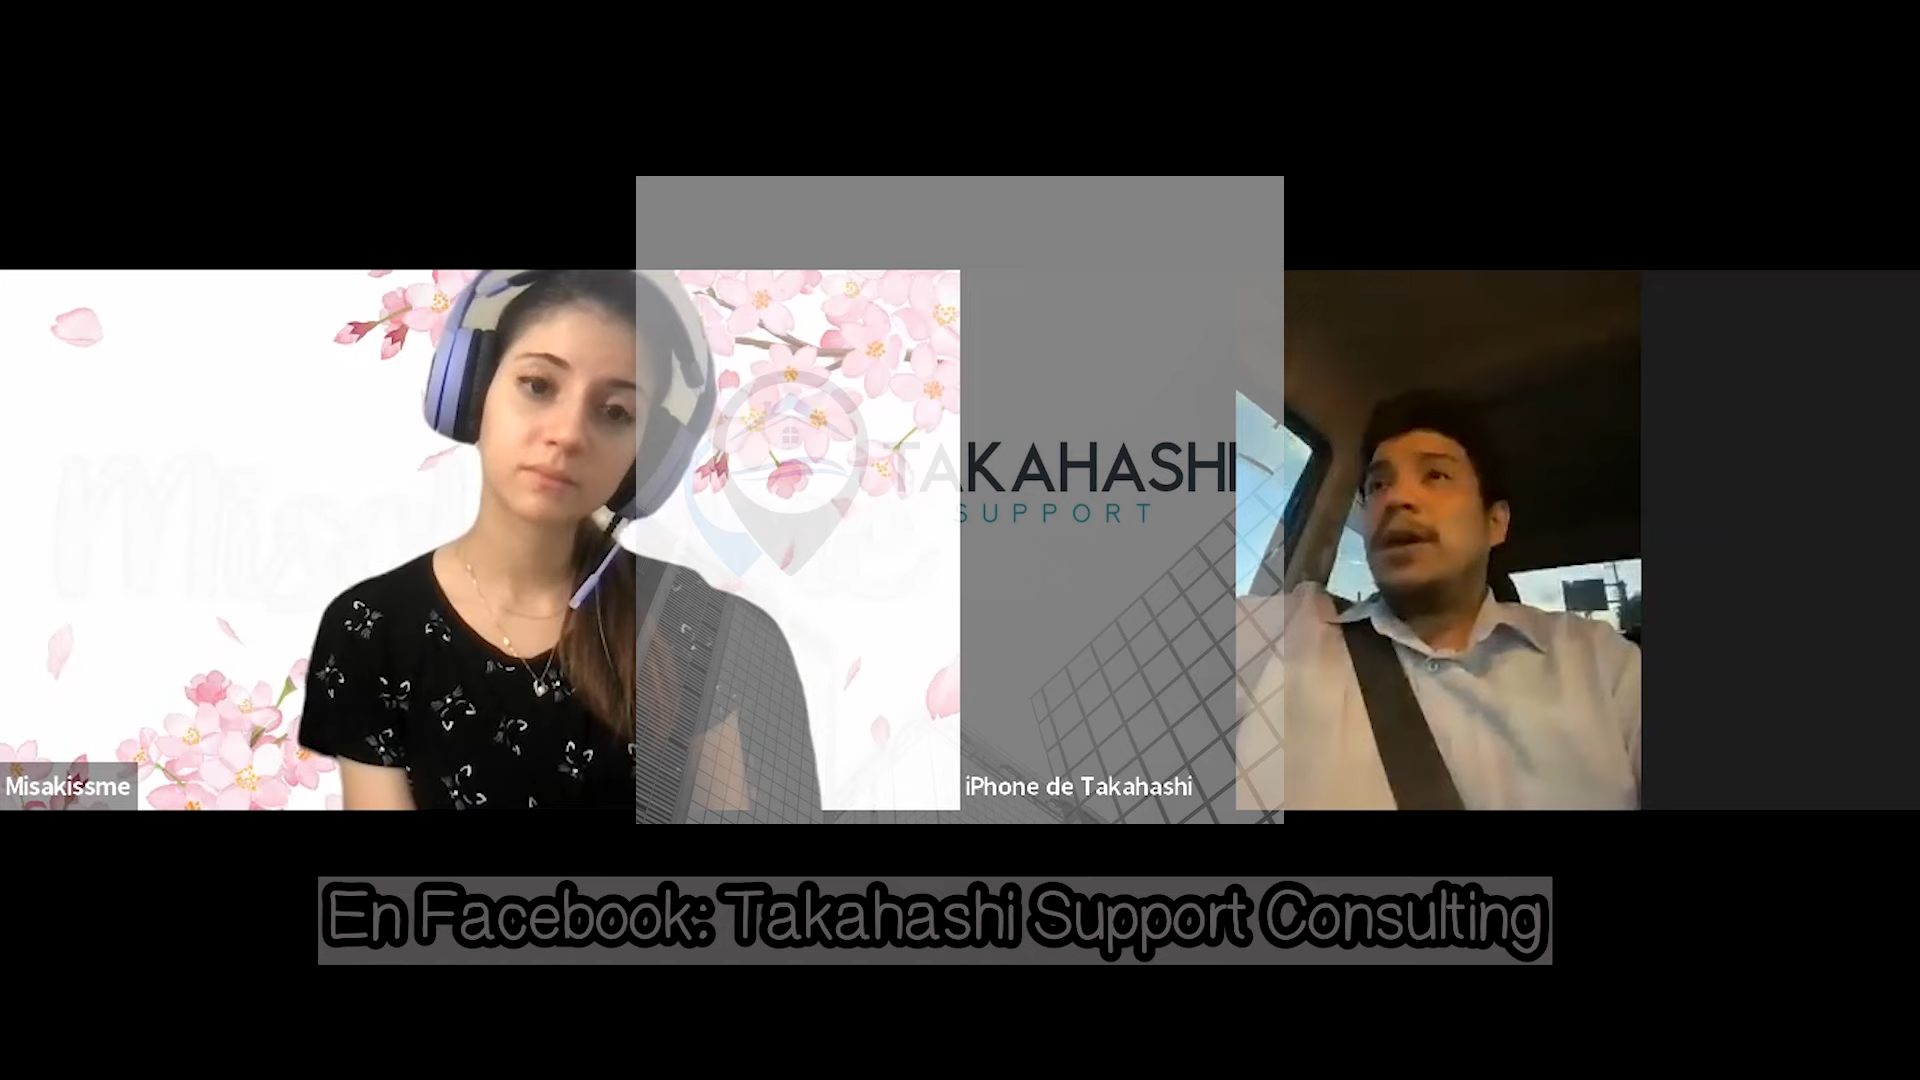 TAKAHASHI
SUPPORT
Misakissme
iPhone de Takahashi
En Facebook: Takahashi Support Consulting